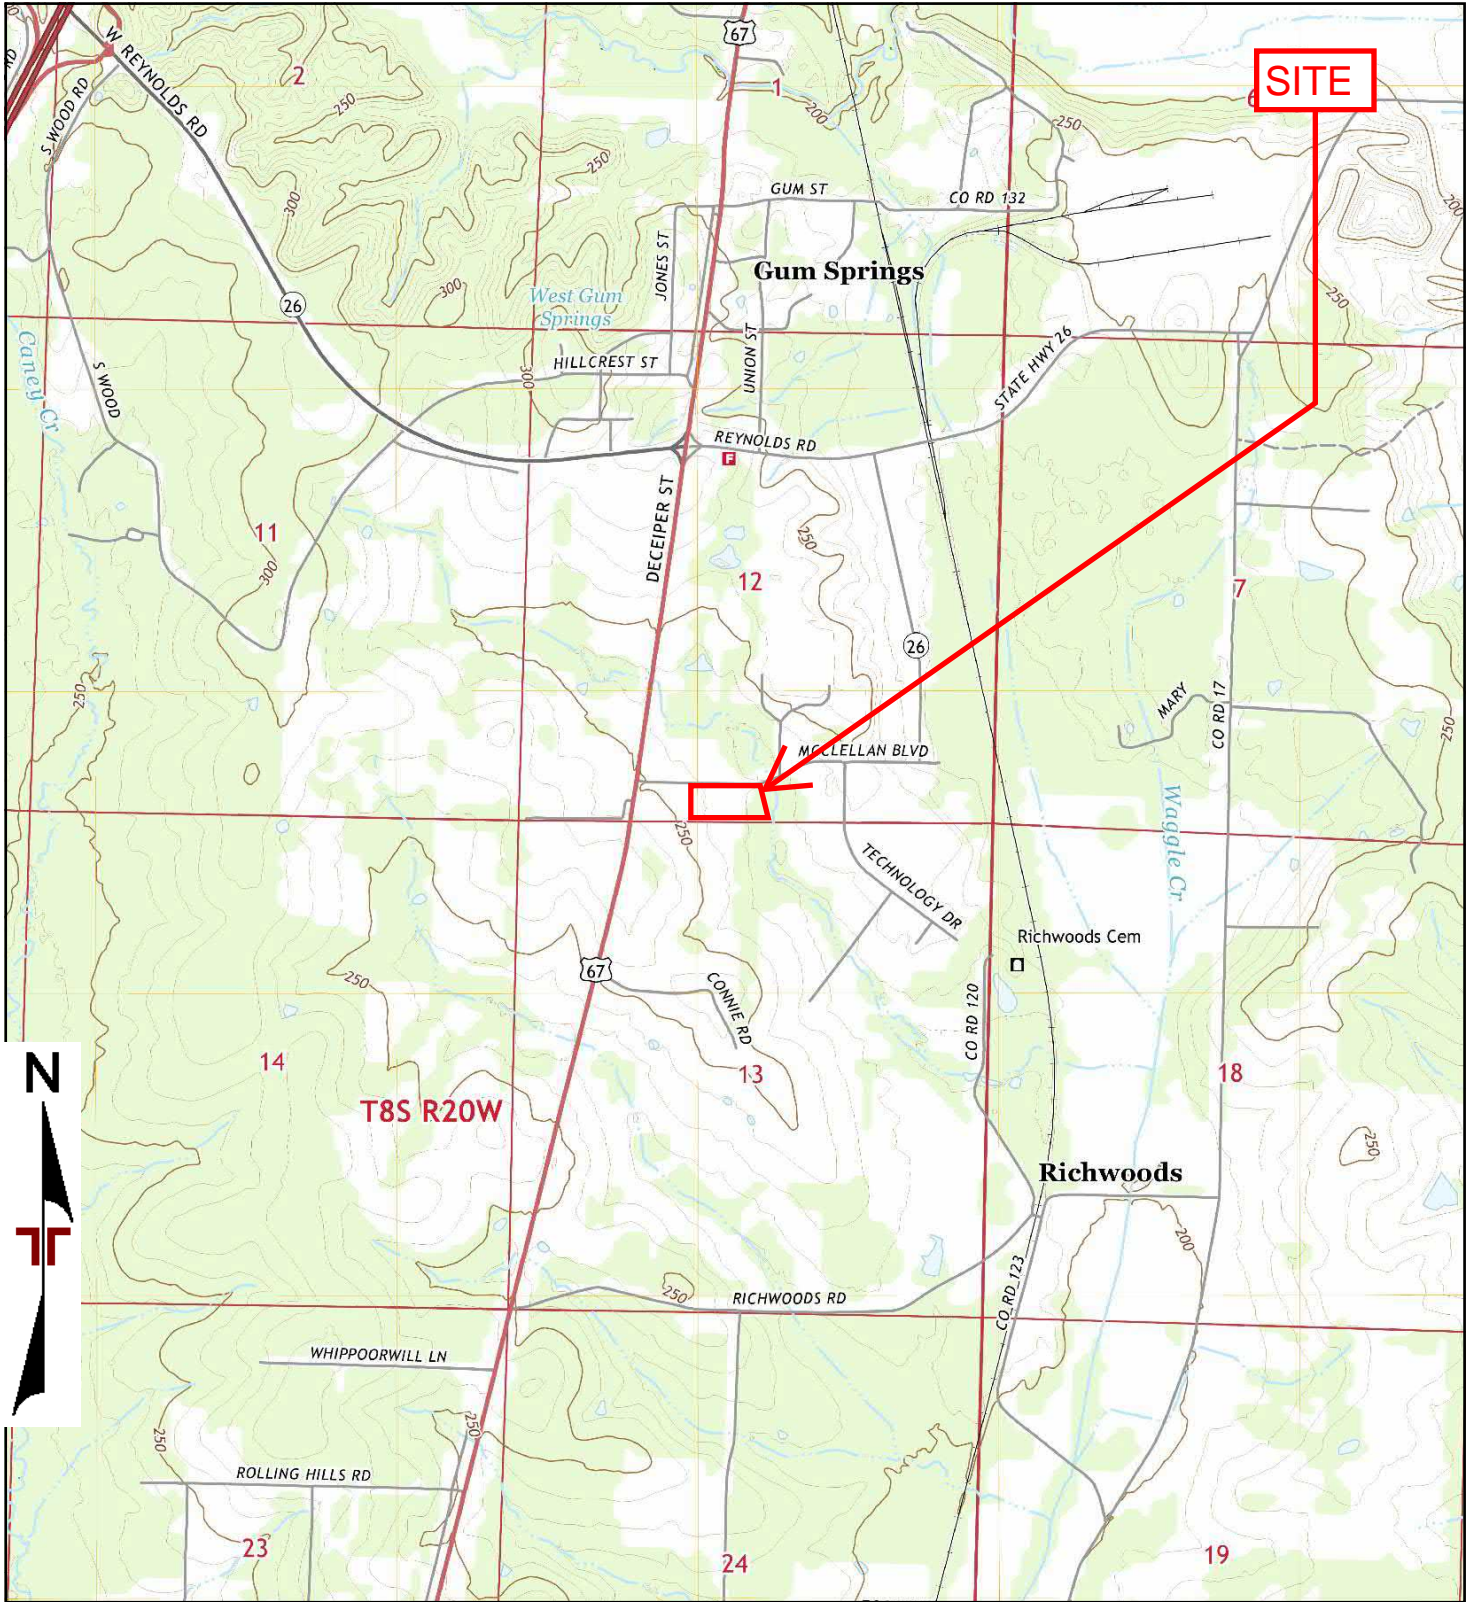 67
W REYNOLDS RD
RD
2
1
SITE
6
S WOOD RD
250
200
250
250
GUM ST
CO RD 132
300
200
JONES ST
Gum Springs
300
West Gum
Springs
26
250
UNION ST
STATE HWY 26
Caney Cr
S WOOD
HILLCREST ST
300
REYNOLDS RD
F
DECEIPER ST
11
250
12
300
7
26
250
MARY
CO RD 17
250
MCCLELLAN BLVD
250
Waggle Cr
TECHNOLOGY DR
Richwoods Cem
67
250
CONNIE RD
CO RD 120
N
14
13
18
T8S R20W
250
Richwoods
200
250
RICHWOODS RD
CO RD 123
WHIPPOORWILL LN
250
250
ROLLING HILLS RD
23
24
19